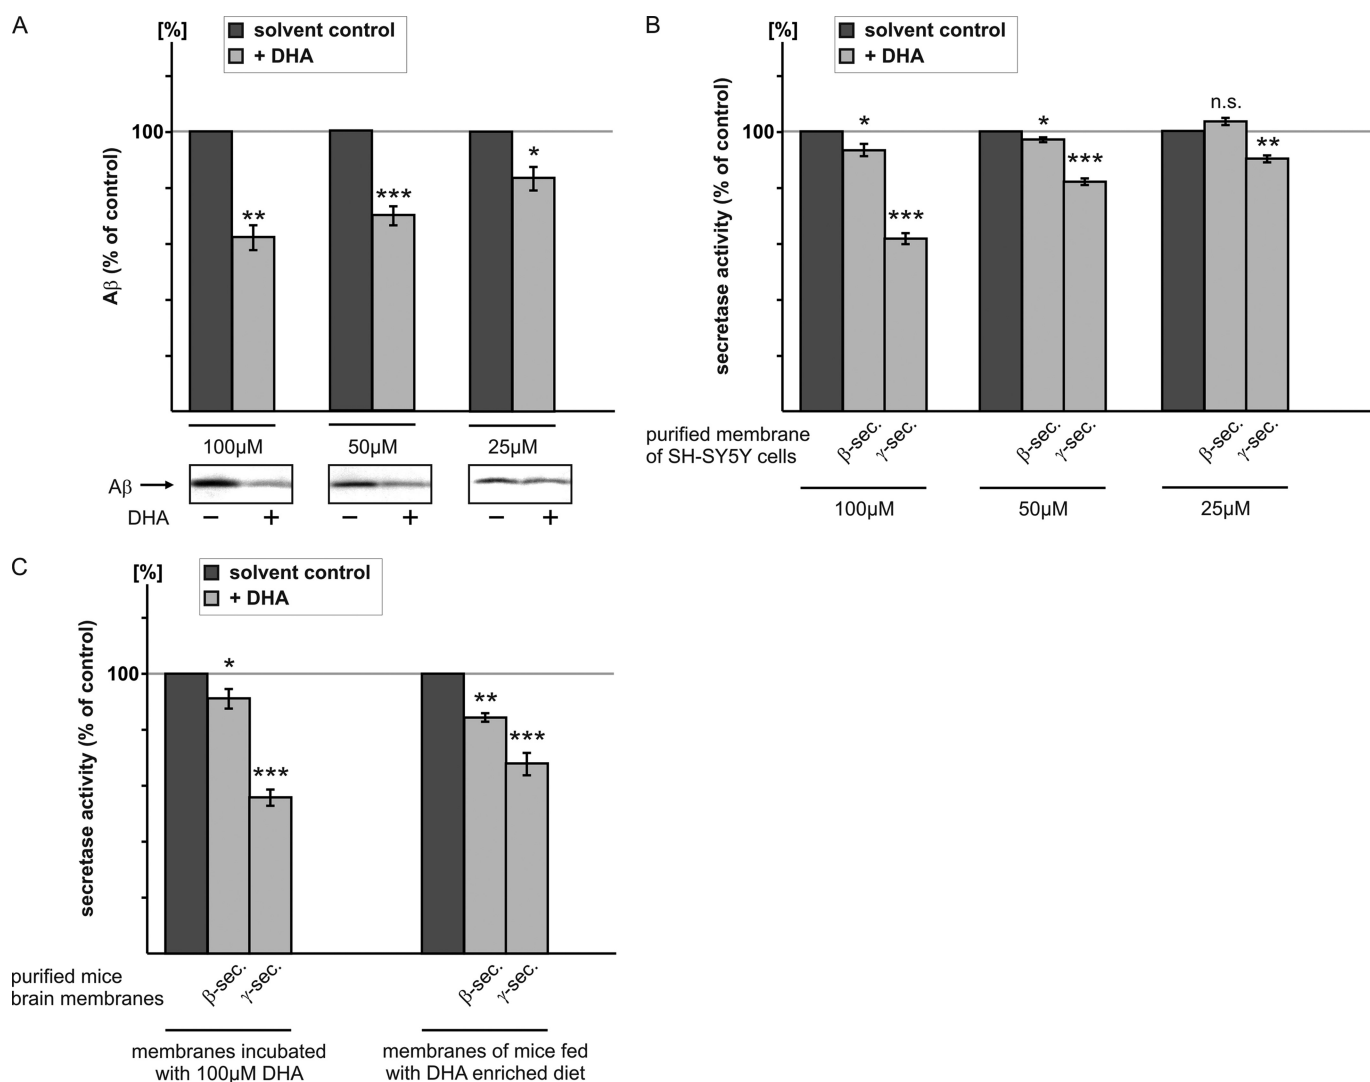 A
[%]
solvent control
+ DHA
100
Aβ (% of control)
**
***
*
100µM
50µM
25µM
Aβ
DHA
− + − + − +
B
[%]
solvent control
+ DHA
100
secretase activity (% of control)
*
***
*
***
n.s.
**
purified membrane
of SH-SY5Y cells
β-sec. γ-sec. β-sec. γ-sec. β-sec. γ-sec.
100µM
50µM
25µM
C
[%]
solvent control
+ DHA
100
secretase activity (% of control)
*
***
**
***
purified mice
brain membranes
β-sec. γ-sec. β-sec. γ-sec.
membranes incubated
with 100µM DHA
membranes of mice fed
with DHA enriched diet